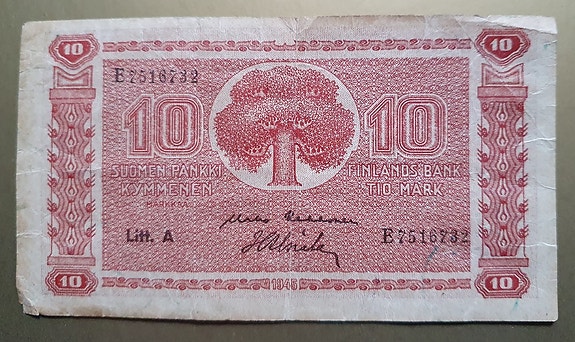 10 10
E7516732
10 10
SUOMEN PANKKI FINLANDS BANK
KYMMENEN TIO MARK
MARKKAA
Litt. A E7516732
10 1945 10